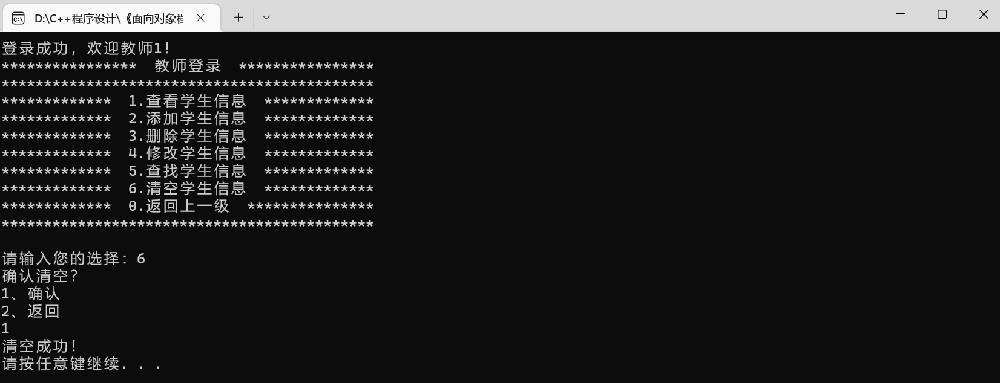 D:\C++程序设计\《面向对象程
登录成功, 欢迎教师1!
****************  教师登录  ****************
********************************************
*************  1.查看学生信息  *************
*************  2.添加学生信息  *************
*************  3.删除学生信息  *************
*************  4.修改学生信息  *************
*************  5.查找学生信息  *************
*************  6.清空学生信息  *************
*************  0.返回上一级  ***************
********************************************
请输入您的选择: 6
确认清空?
1、确认
2、返回
1
清空成功!
请按任意键继续. . .